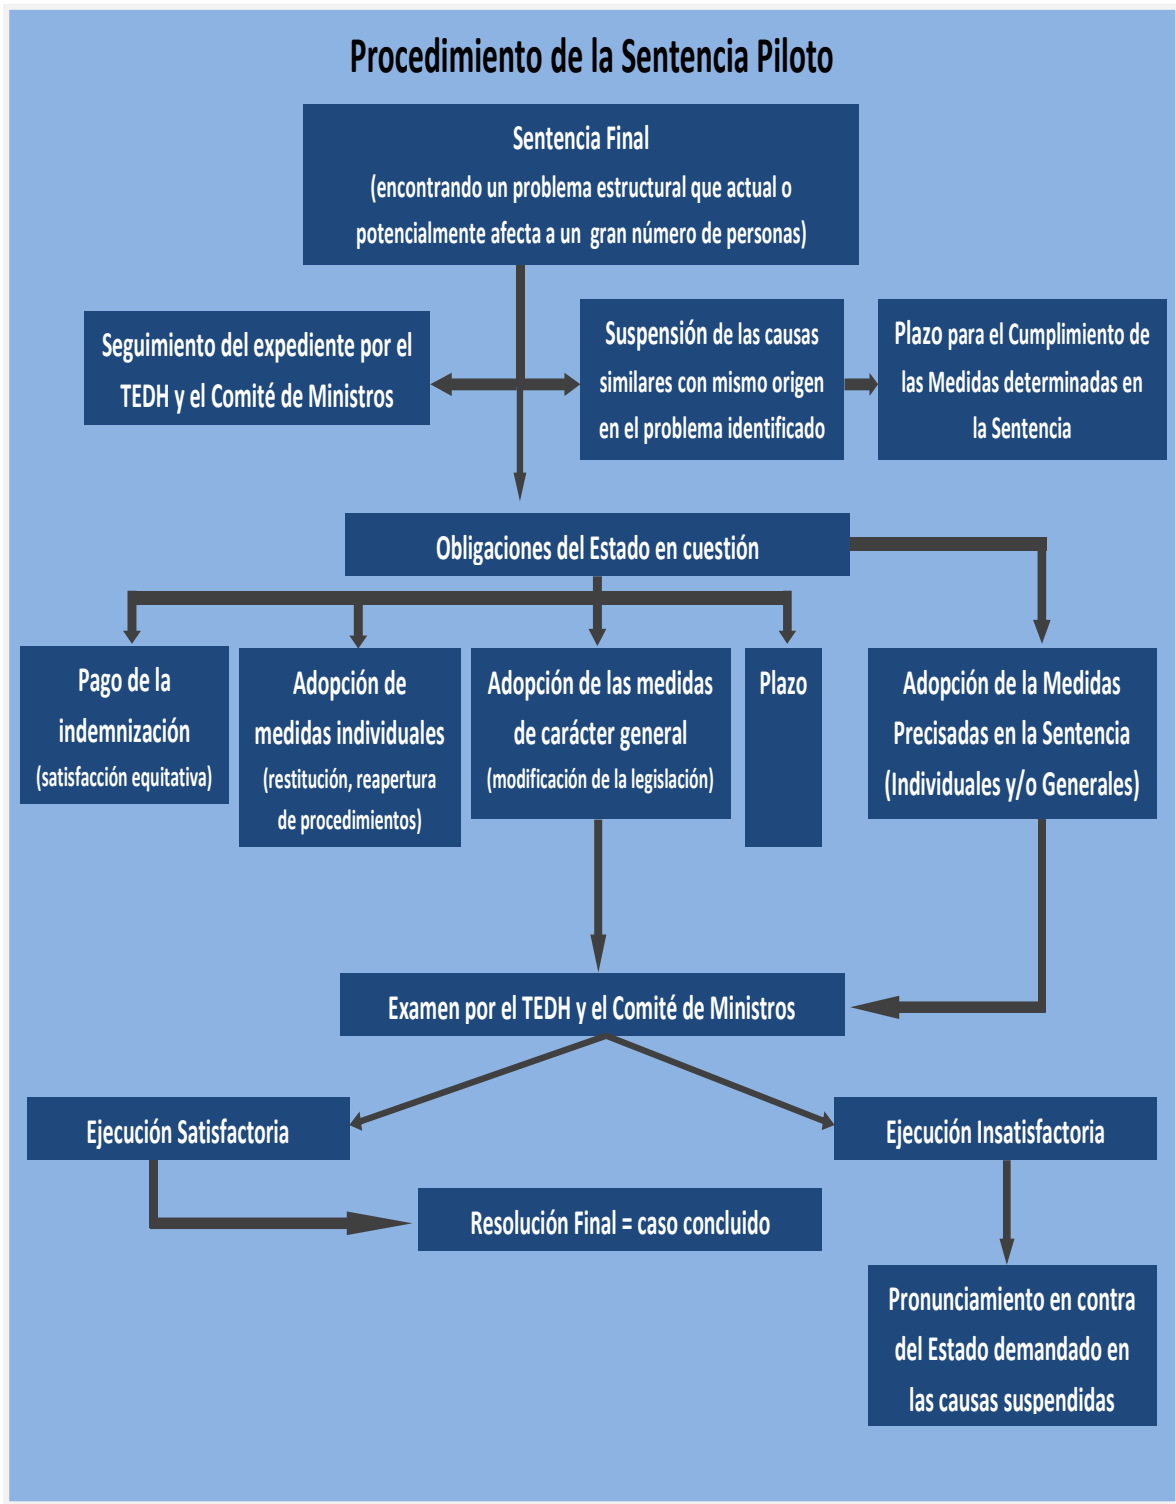 Procedimiento de la Sentencia Piloto
Sentencia Final
(encontrando un problema estructural que actual o
potencialmente afecta a un gran número de personas)
Seguimiento del expediente por el
TEDH y el Comité de Ministros
Suspensión de las causas
similares con mismo origen
en el problema identificado
Plazo para el Cumplimiento de
las Medidas determinadas en
la Sentencia
Obligaciones del Estado en cuestión
Pago de la
indemnización
(satisfacción equitativa)
Adopción de
medidas individuales
(restitución, reapertura
de procedimientos)
Adopción de las medidas
de carácter general
(modificación de la legislación)
Plazo
Adopción de la Medidas
Precisadas en la Sentencia
(Individuales y/o Generales)
Examen por el TEDH y el Comité de Ministros
Ejecución Satisfactoria
Ejecución Insatisfactoria
Resolución Final = caso concluido
Pronunciamiento en contra
del Estado demandado en
las causas suspendidas